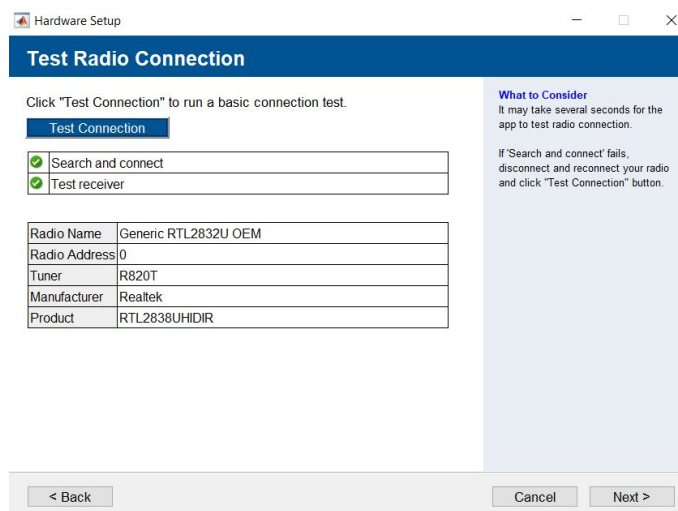 Hardware Setup
Test Radio Connection
Click "Test Connection" to run a basic connection test.
Test Connection
Search and connect
Test receiver
Radio Name Generic RTL2832U OEM
Radio Address 0
Tuner R820T
Manufacturer Realtek
Product RTL2838UHIDIR
What to Consider
It may take several seconds for the
app to test radio connection.
If 'Search and connect' fails,
disconnect and reconnect your radio
and click "Test Connection" button.
< Back
Cancel
Next >